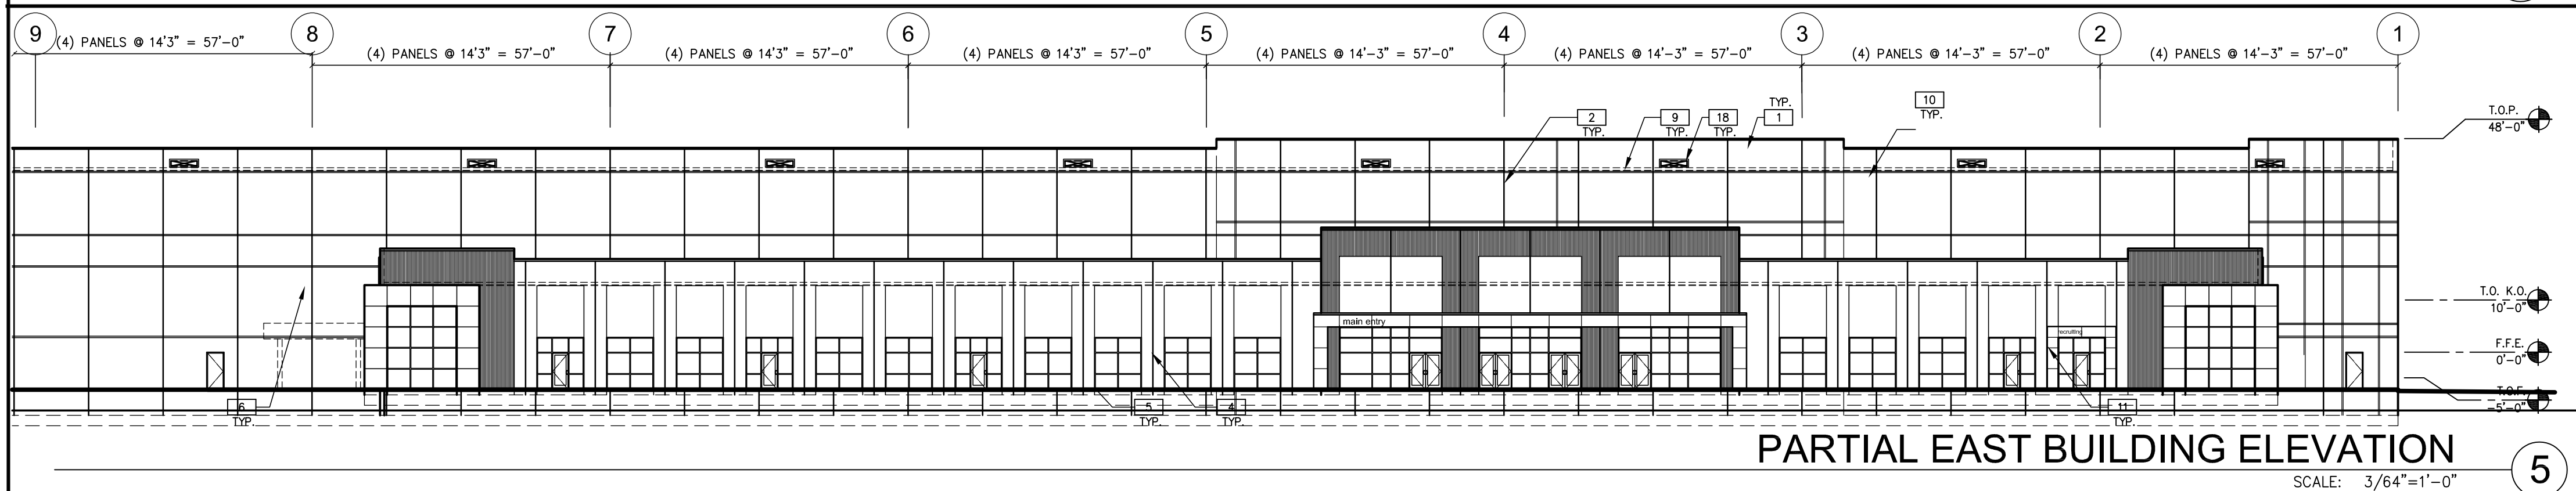 9 8 7 6 5 4 3 2 1
(4) PANELS @ 14'3" = 57'-0" (4) PANELS @ 14'3" = 57'-0" (4) PANELS @ 14'3" = 57'-0" (4) PANELS @ 14'3" = 57'-0" (4) PANELS @ 14'-3" = 57'-0" (4) PANELS @ 14'-3" = 57'-0" (4) PANELS @ 14'-3" = 57'-0" (4) PANELS @ 14'-3" = 57'-0"
2
TYP.
9
TYP.
18
TYP.
TYP.
1
10
TYP.
T.O.P.
48'-0"
T.O. K.O.
10'-0"
F.F.E.
0'-0"
T.O.F.
-5'-0"
main entry
recruiting
6
TYP.
5
TYP.
4
TYP.
11
TYP.
PARTIAL EAST BUILDING ELEVATION
SCALE: 3/64"=1'-0"
5